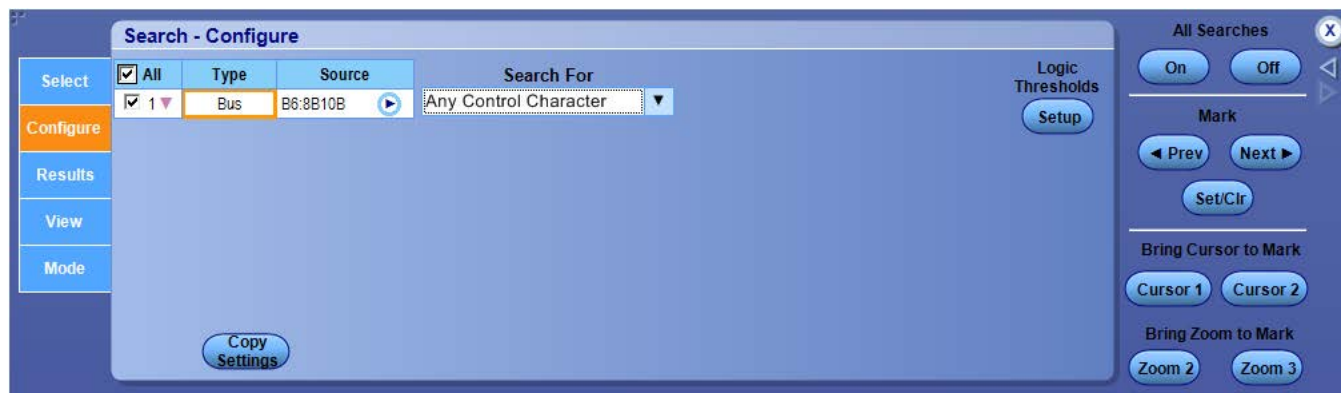 Search - Configure
Select
Configure
Results
View
Mode
All Type Source
1 Bus B6:8B10B
Search For
Any Control Character
Logic
Thresholds
Setup
Copy
Settings
All Searches
X
On Off
Mark
◄ Prev Next ►
Set/Clr
Bring Cursor to Mark
Cursor 1 Cursor 2
Bring Zoom to Mark
Zoom 2 Zoom 3